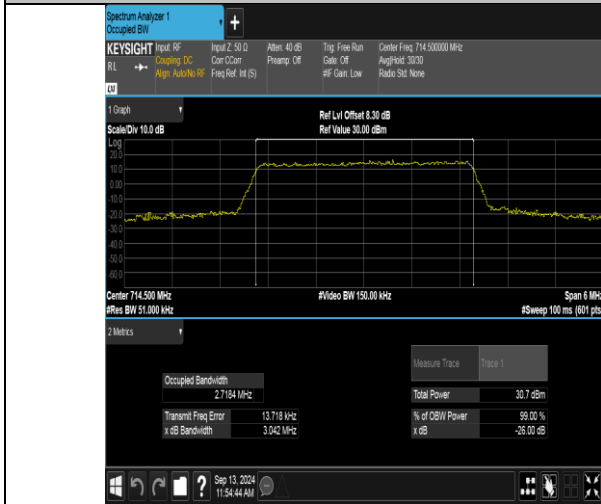 Spectrum Analyzer 1
Occupied BW
+
KEYSIGHT Input: RF Input Z: 50 Ω Atten: 40 dB Trig: Free Run Center Freq: 714.500000 MHz
RL Coupling: DC Corr CCorr Preamp: Off Gate: Off Avg|Hold: 30/30
Align: Auto/No RF Freq Ref: Int (S) #IF Gain: Low Radio Std: None
LXI
1 Graph
Ref Lvl Offset 8.30 dB
Scale/Div 10.0 dB Ref Value 30.00 dBm
Log
20.0
10.0
0.00
-10.0
-20.0
-30.0
-40.0
-50.0
-60.0
Center 714.500 MHz #Video BW 150.00 kHz Span 6 MHz
#Res BW 51.000 kHz #Sweep 100 ms (601 pts
2 Metrics
Measure Trace Trace 1
Occupied Bandwidth
2.7184 MHz Total Power 30.7 dBm
Transmit Freq Error 13.718 kHz % of OBW Power 99.00 %
x dB Bandwidth 3.042 MHz x dB -26.00 dB
? Sep 13, 2024
11:54:44 AM